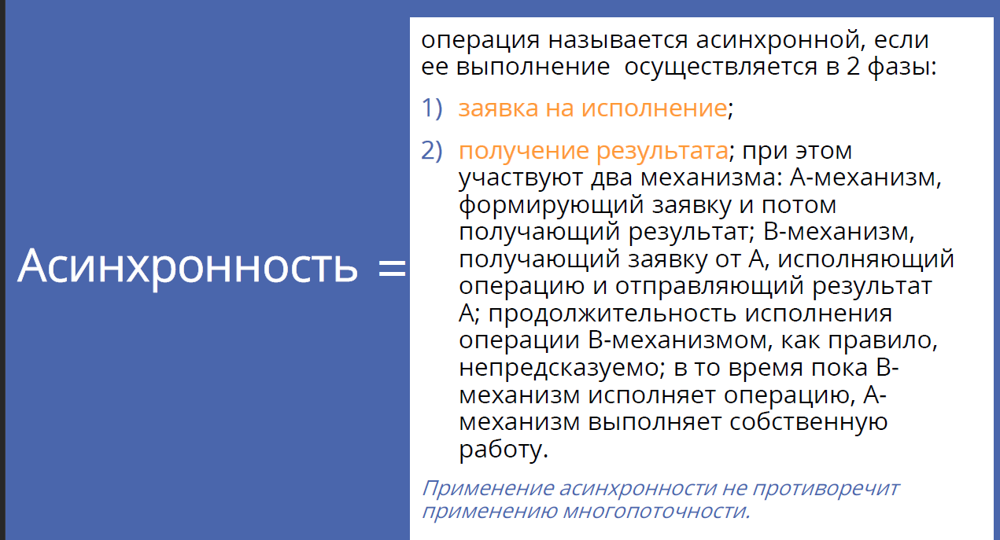 Асинхронность =
операция называется асинхронной, если
ее выполнение  осуществляется в 2 фазы:
1) заявка на исполнение;
2) получение результата; при этом
участвуют два механизма: А-механизм,
формирующий заявку и потом
получающий результат; В-механизм,
получающий заявку от А, исполняющий
операцию и отправляющий результат
А; продолжительность исполнения
операции В-механизмом, как правило,
непредсказуемо; в то время пока В-
механизм исполняет операцию, А-
механизм выполняет собственную
работу.
Применение асинхронности не противоречит
применению многопоточности.